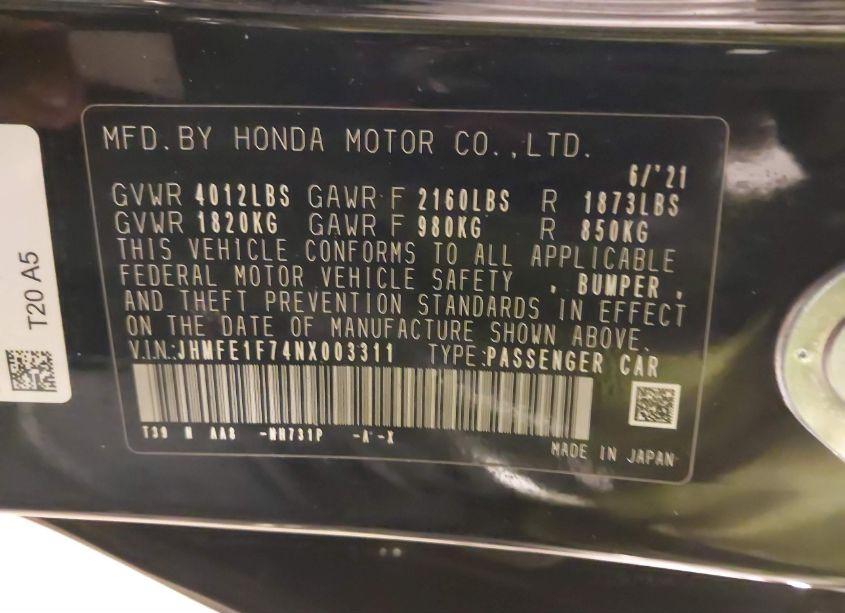 MFD. BY HONDA MOTOR CO., LTD.
6/'21
GVWR 4012LBS GAWR F 2160LBS R 1873LBS
GVWR 1820KG GAWR F 980KG R 850KG
THIS VEHICLE CONFORMS TO ALL APPLICABLE
FEDERAL MOTOR VEHICLE SAFETY , BUMPER ,
AND THEFT PREVENTION STANDARDS IN EFFECT
ON THE DATE OF MANUFACTURE SHOWN ABOVE.
V.I.N.:JHMFE1F74NX003311 TYPE:PASSENGER CAR
MADE IN JAPAN
T20 A5